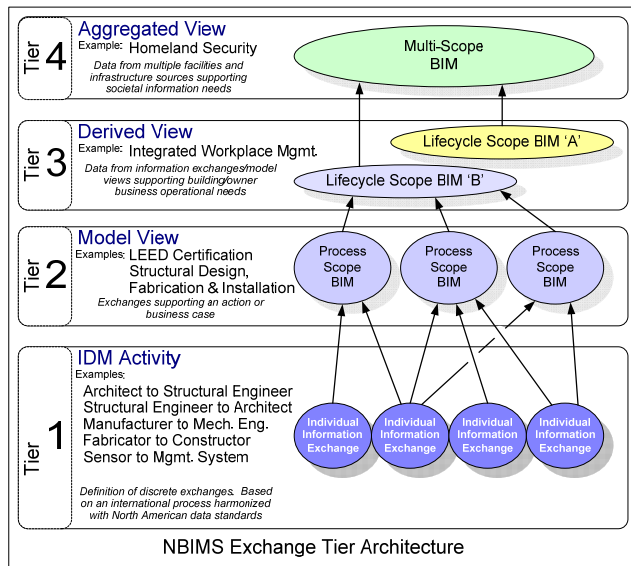 Tier 4
Aggregated View
Example: Homeland Security
Data from multiple facilities and
infrastructure sources supporting
societal information needs
Multi-Scope
BIM
Tier 3
Derived View
Example: Integrated Workplace Mgmt.
Data from information exchanges/model
views supporting building/owner
business operational needs
Lifecycle Scope BIM 'A'
Lifecycle Scope BIM 'B'
Tier 2
Model View
Examples: LEED Certification
Structural Design,
Fabrication & Installation
Exchanges supporting an action or
business case
Process
Scope
BIM
Process
Scope
BIM
Process
Scope
BIM
Tier 1
IDM Activity
Examples:
Architect to Structural Engineer
Structural Engineer to Architect
Manufacturer to Mech. Eng.
Fabricator to Constructor
Sensor to Mgmt. System
Definition of discrete exchanges. Based
on an international process harmonized
with North American data standards
Individual
Information
Exchange
Individual
Information
Exchange
Individual
Information
Exchange
Individual
Information
Exchange
NBIMS Exchange Tier Architecture